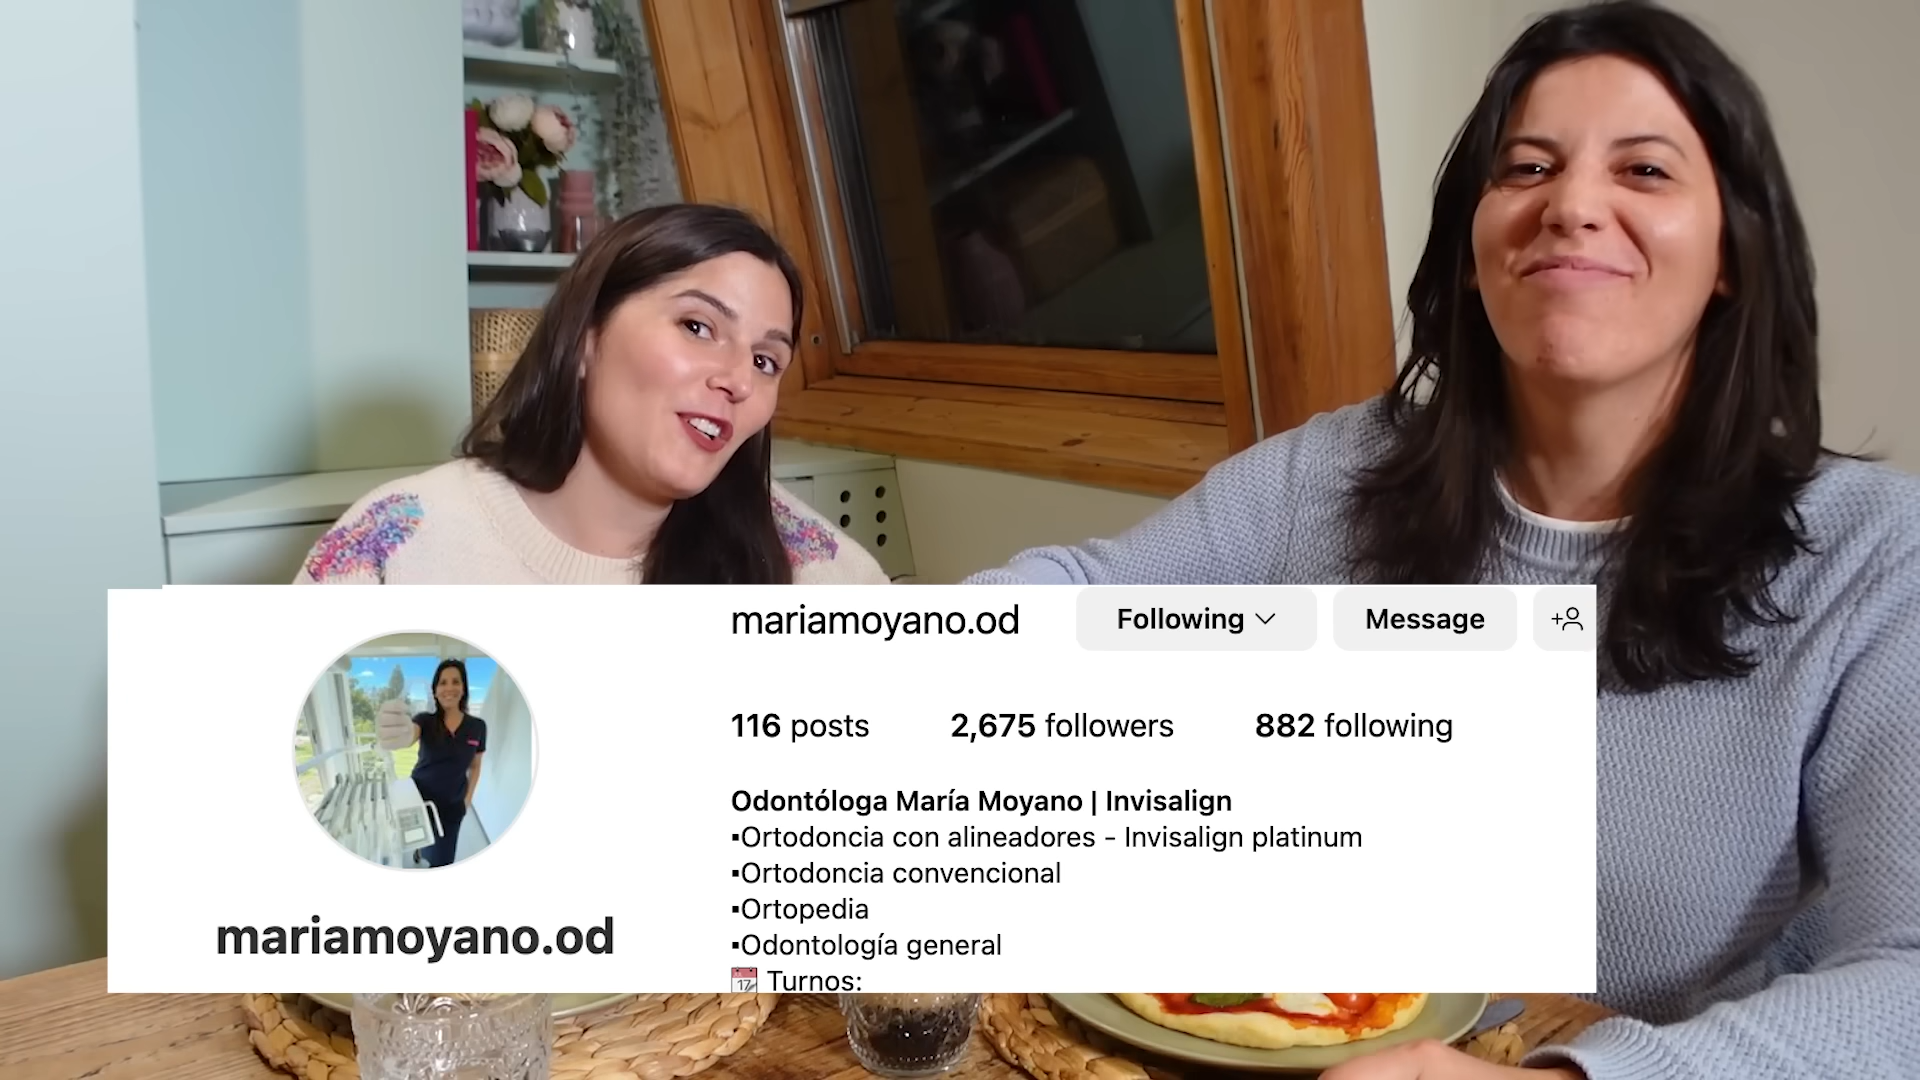 mariamoyano.od
Following
Message
116 posts
2,675 followers
882 following
Odontóloga María Moyano | Invisalign
▪Ortodoncia con alineadores - Invisalign platinum
▪Ortodoncia convencional
▪Ortopedia
▪Odontología general
17 Turnos:
mariamoyano.od